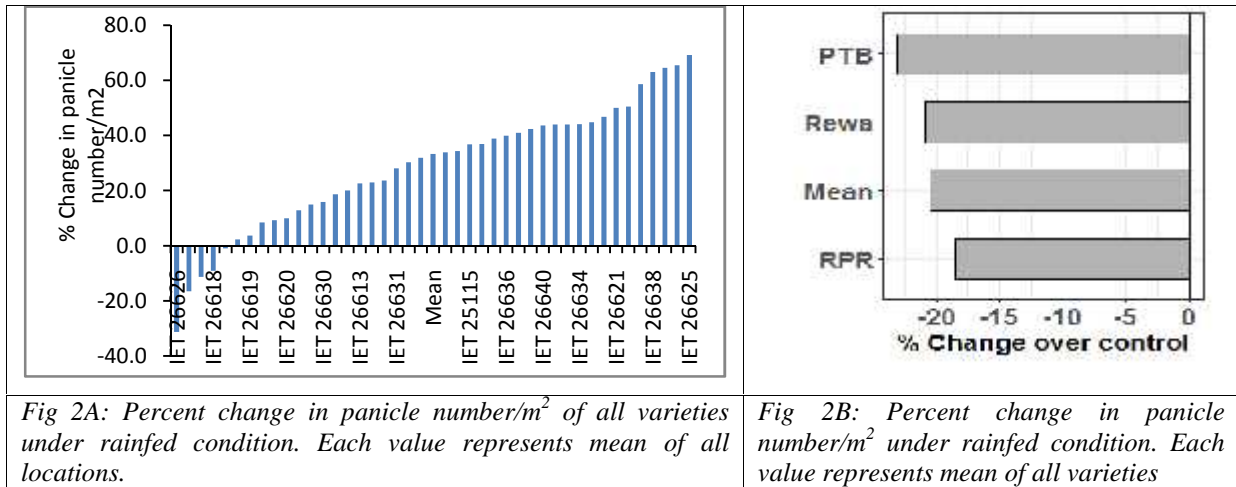 % Change in panicle
number/m2
80.0
60.0
40.0
20.0
0.0
-20.0
-40.0
IET 26626
IET 26618
IET 26619
IET 26620
IET 26630
IET 26613
IET 26631
Mean
IET 25115
IET 26636
IET 26640
IET 26634
IET 26621
IET 26638
IET 26625
PTB
Rewa
Mean
RPR
-20 -15 -10 -5 0
% Change over control
Fig 2A: Percent change in panicle number/m² of all varieties
under rainfed condition. Each value represents mean of all
locations.
Fig 2B: Percent change in panicle
number/m² under rainfed condition. Each
value represents mean of all varieties